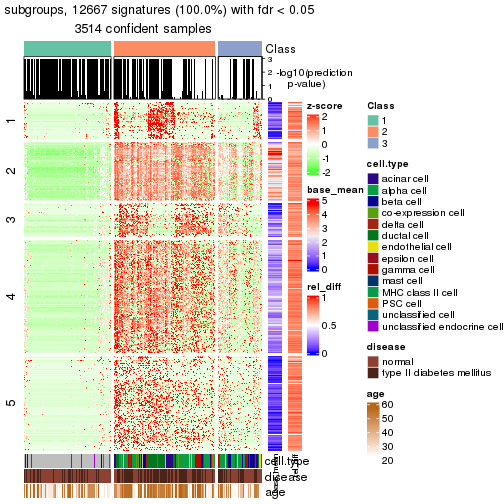 subgroups, 12667 signatures (100.0%) with fdr < 0.05
3514 confident samples
Class
3
2
1
0
-log10(prediction
p-value)
1
2
3
4
5
z-score
2
1
0
-1
-2
base_mean
5
4
3
2
1
0
rel_diff
1
0.5
0
Class
1
2
3
cell.type
acinar cell
alpha cell
beta cell
co-expression cell
delta cell
ductal cell
endothelial cell
epsilon cell
gamma cell
mast cell
MHC class II cell
PSC cell
unclassified cell
unclassified endocrine cell
disease
normal
type II diabetes mellitus
age
60
50
40
30
20
cell.type
disease
age